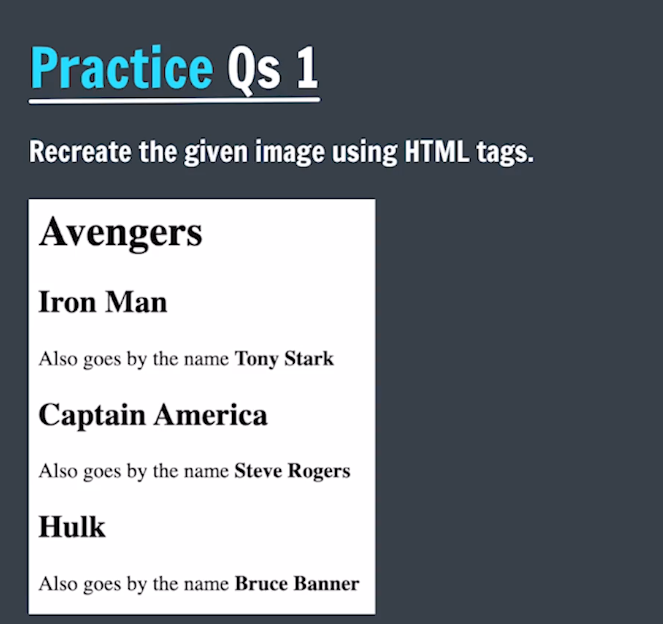 Practice Qs 1
Recreate the given image using HTML tags.
Avengers
Iron Man
Also goes by the name Tony Stark
Captain America
Also goes by the name Steve Rogers
Hulk
Also goes by the name Bruce Banner